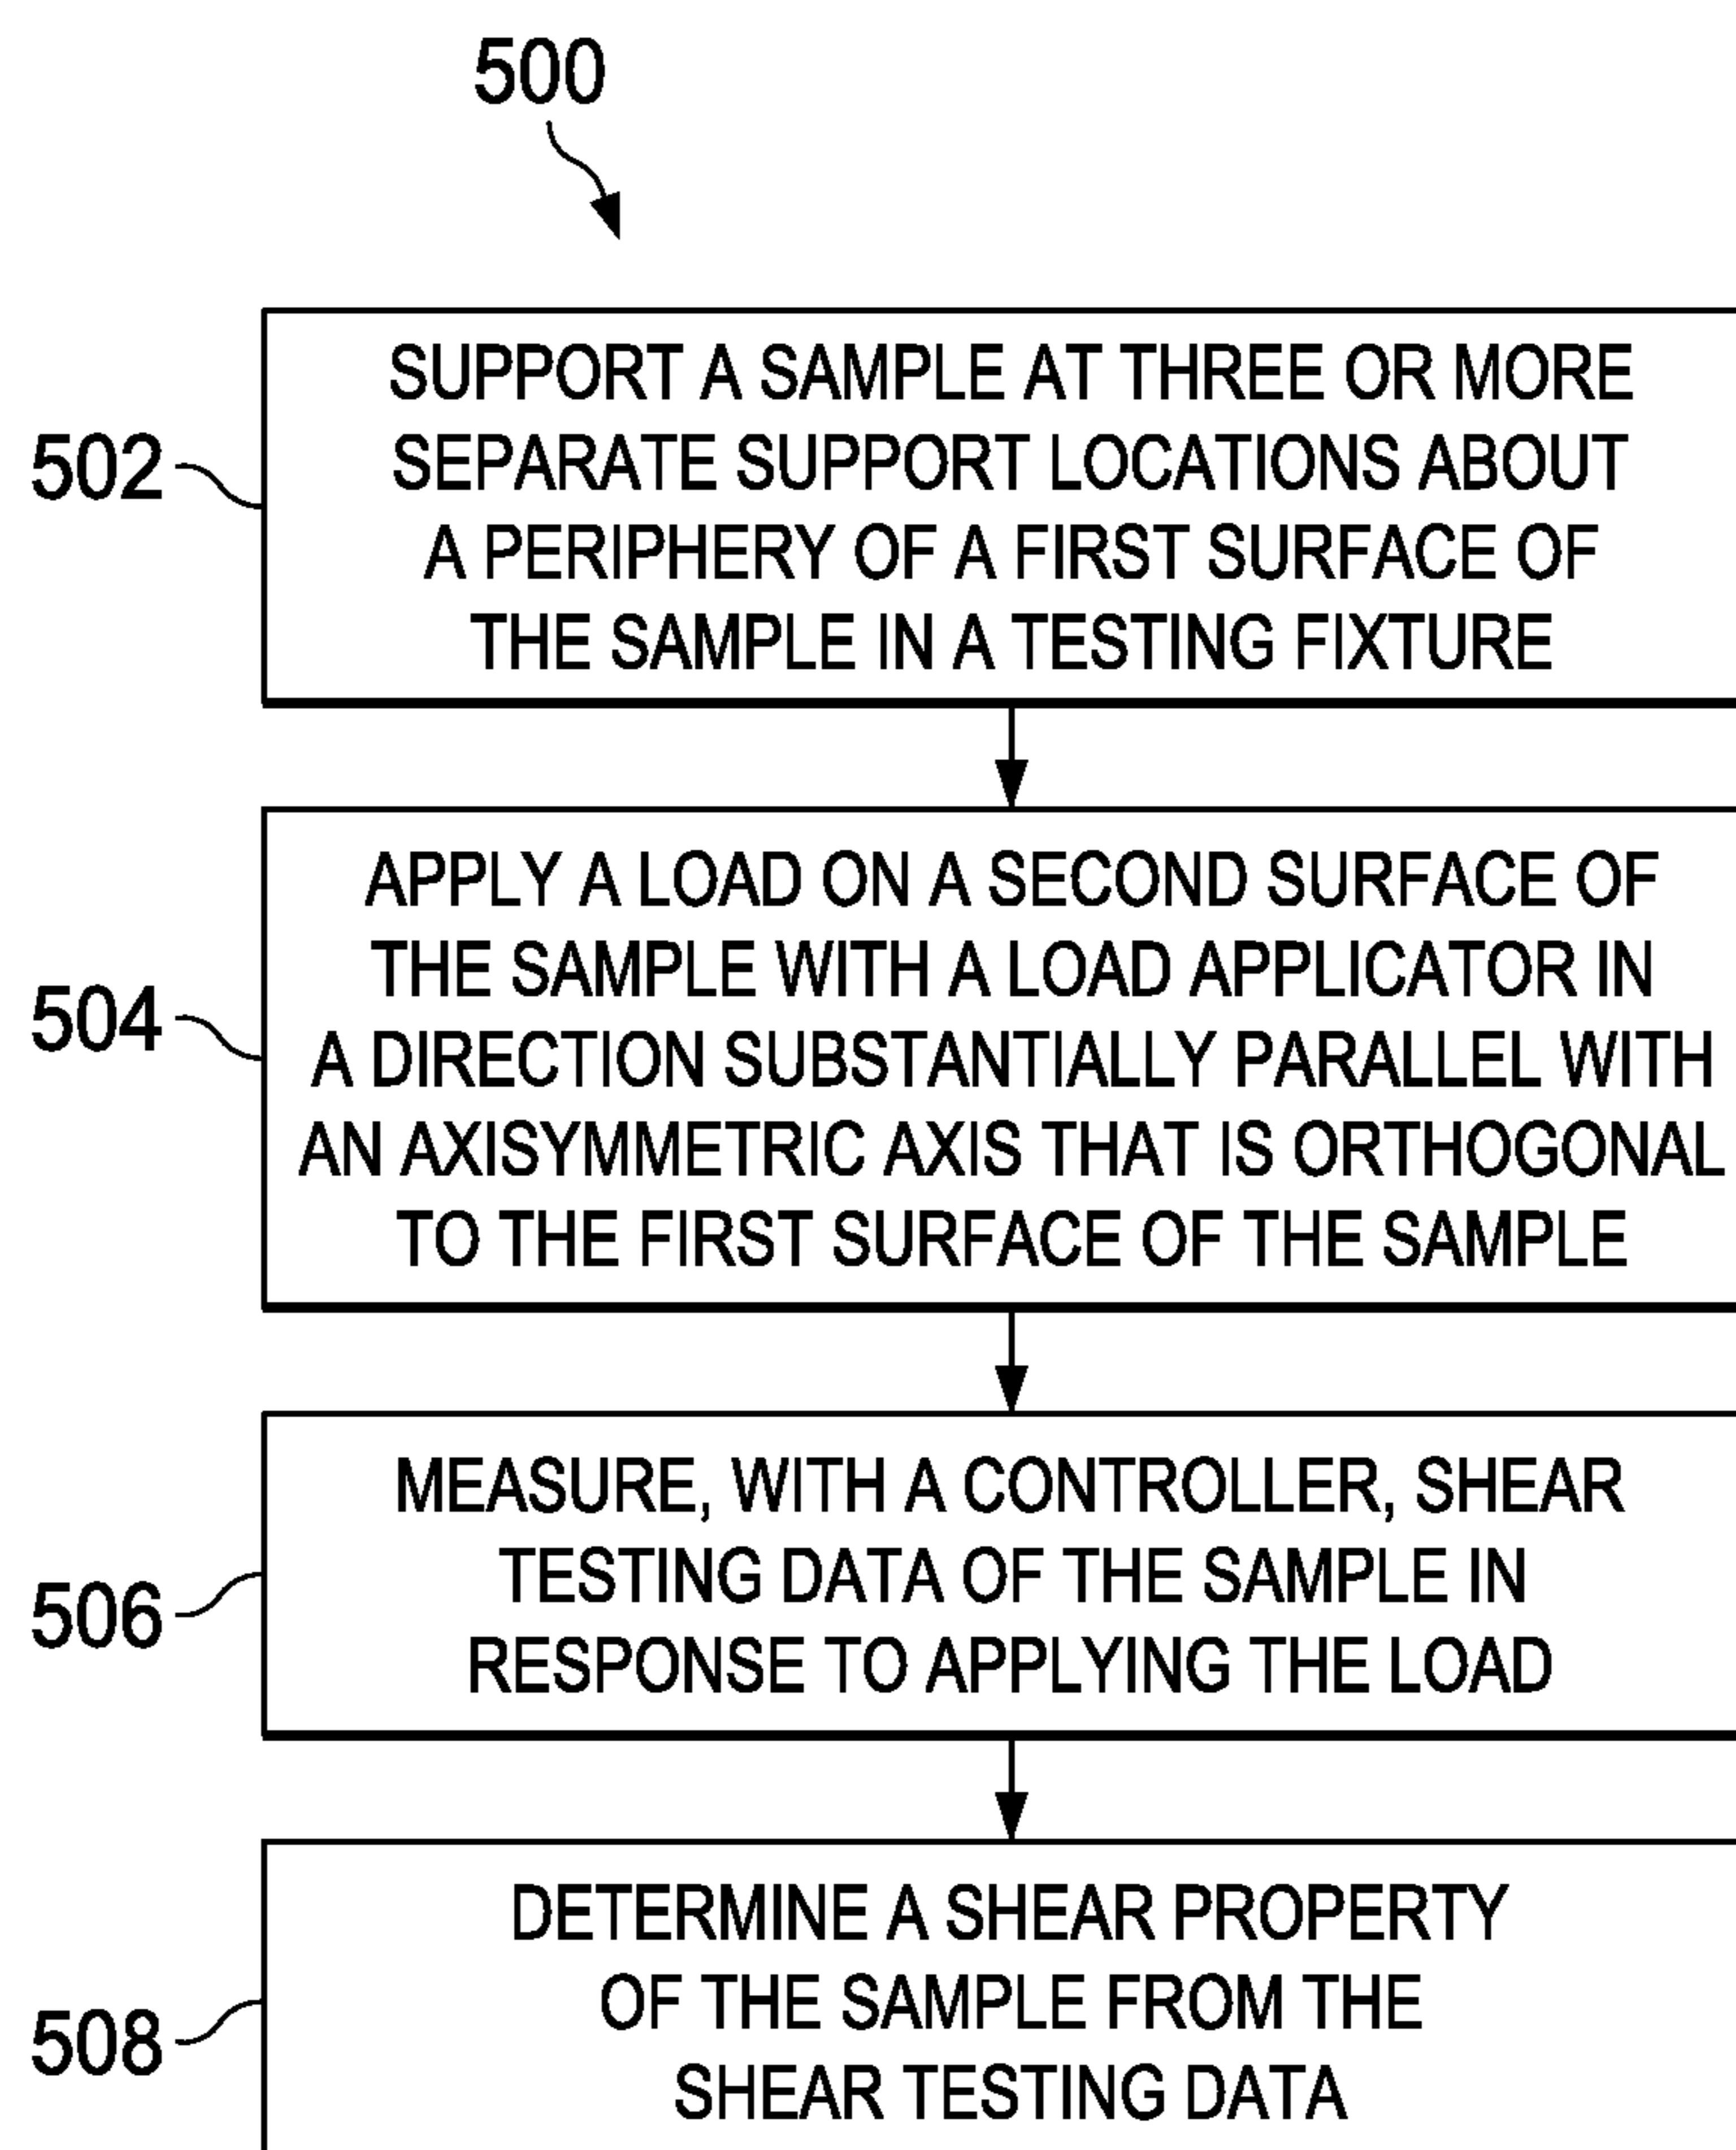 500
502
SUPPORT A SAMPLE AT THREE OR MORE
SEPARATE SUPPORT LOCATIONS ABOUT
A PERIPHERY OF A FIRST SURFACE OF
THE SAMPLE IN A TESTING FIXTURE
504
APPLY A LOAD ON A SECOND SURFACE OF
THE SAMPLE WITH A LOAD APPLICATOR IN
A DIRECTION SUBSTANTIALLY PARALLEL WITH
AN AXISYMMETRIC AXIS THAT IS ORTHOGONAL
TO THE FIRST SURFACE OF THE SAMPLE
506
MEASURE, WITH A CONTROLLER, SHEAR
TESTING DATA OF THE SAMPLE IN
RESPONSE TO APPLYING THE LOAD
508
DETERMINE A SHEAR PROPERTY
OF THE SAMPLE FROM THE
SHEAR TESTING DATA